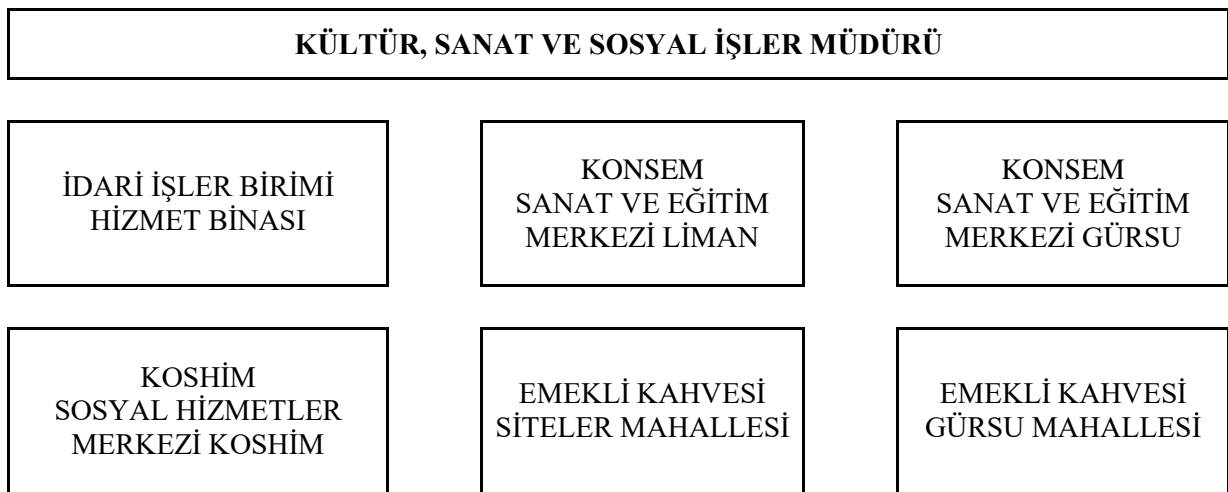 KÜLTÜR, SANAT VE SOSYAL İŞLER MÜDÜRÜ
İDARİ İŞLER BİRİMİ
HİZMET BİNASI
KONSEM
SANAT VE EĞİTİM
MERKEZİ LİMAN
KONSEM
SANAT VE EĞİTİM
MERKEZİ GÜRSU
KOSHİM
SOSYAL HİZMETLER
MERKEZİ KOSHİM
EMEKLİ KAHVESİ
SİTELER MAHALLESİ
EMEKLİ KAHVESİ
GÜRSU MAHALLESİ